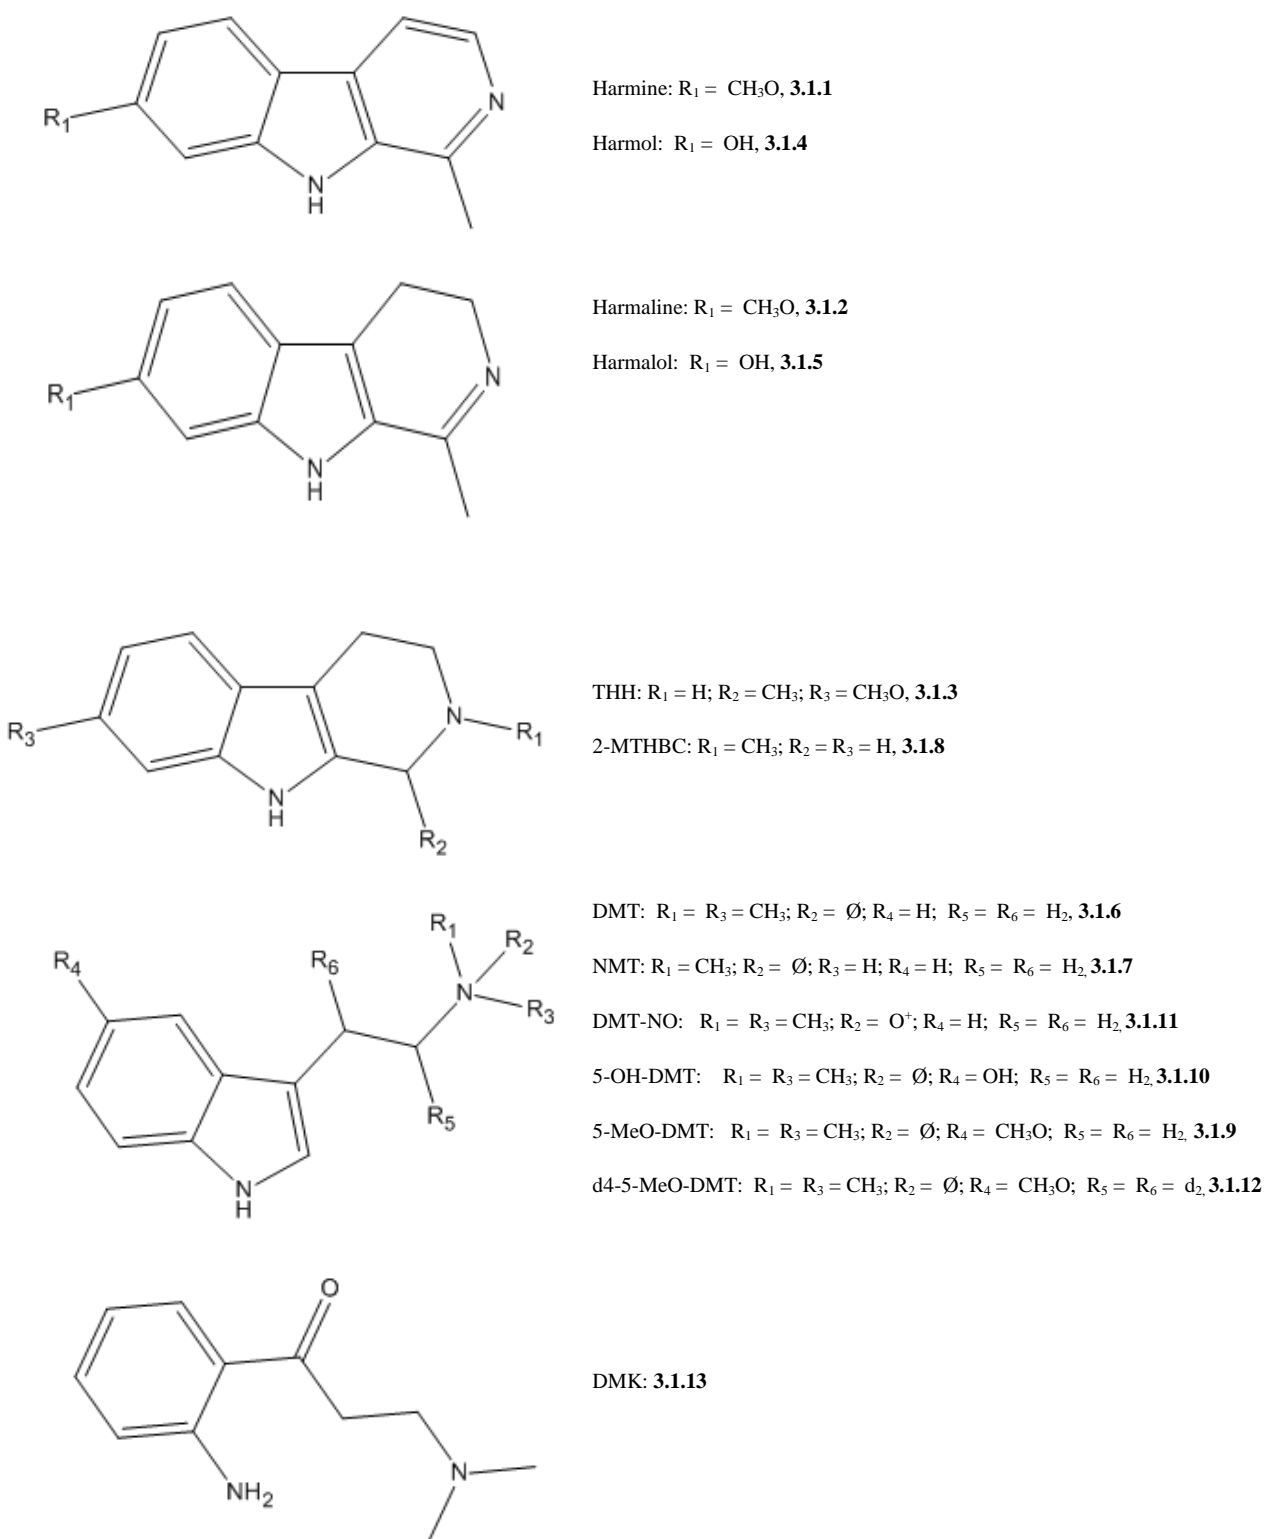 R₁
N
N
H
Harmine: R₁ = CH₃O, 3.1.1
Harmol: R₁ = OH, 3.1.4
R₁
N
N
H
Harmaline: R₁ = CH₃O, 3.1.2
Harmalol: R₁ = OH, 3.1.5
R₃
N
R₁
N
H
R₂
THH: R₁ = H; R₂ = CH₃; R₃ = CH₃O, 3.1.3
2-MTHBC: R₁ = CH₃; R₂ = R₃ = H, 3.1.8
R₁
R₂
R₄
R₆
N
R₃
R₅
N
H
DMT: R₁ = R₃ = CH₃; R₂ = Ø; R₄ = H; R₅ = R₆ = H₂, 3.1.6
NMT: R₁ = CH₃; R₂ = Ø; R₃ = H; R₄ = H; R₅ = R₆ = H₂, 3.1.7
DMT-NO: R₁ = R₃ = CH₃; R₂ = O⁺; R₄ = H; R₅ = R₆ = H₂, 3.1.11
5-OH-DMT: R₁ = R₃ = CH₃; R₂ = Ø; R₄ = OH; R₅ = R₆ = H₂, 3.1.10
5-MeO-DMT: R₁ = R₃ = CH₃; R₂ = Ø; R₄ = CH₃O; R₅ = R₆ = H₂, 3.1.9
d4-5-MeO-DMT: R₁ = R₃ = CH₃; R₂ = Ø; R₄ = CH₃O; R₅ = R₆ = d₂, 3.1.12
O
NH₂
N
DMK: 3.1.13